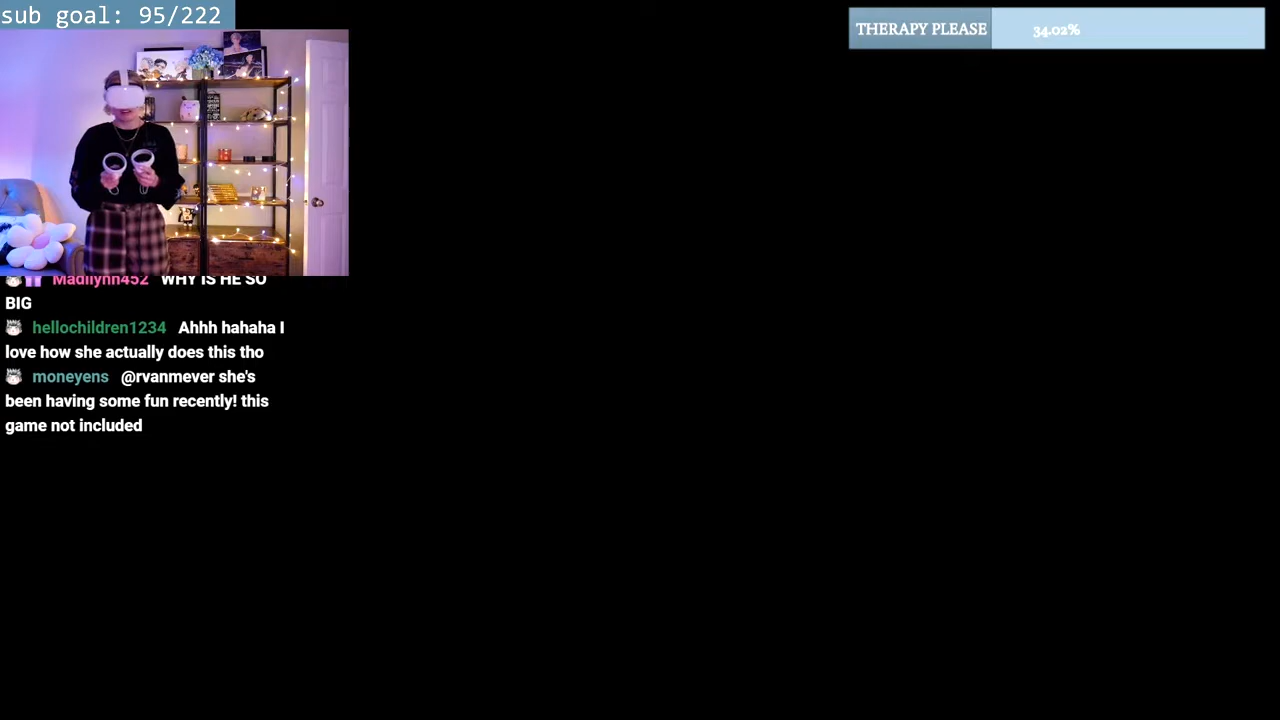 sub goal: 95/222
THERAPY PLEASE 34.02%
Madilynn452 WHY IS HE SO
BIG
hellochildren1234 Ahhh hahaha I
love how she actually does this tho
moneyens @rvanmever she's
been having some fun recently! this
game not included